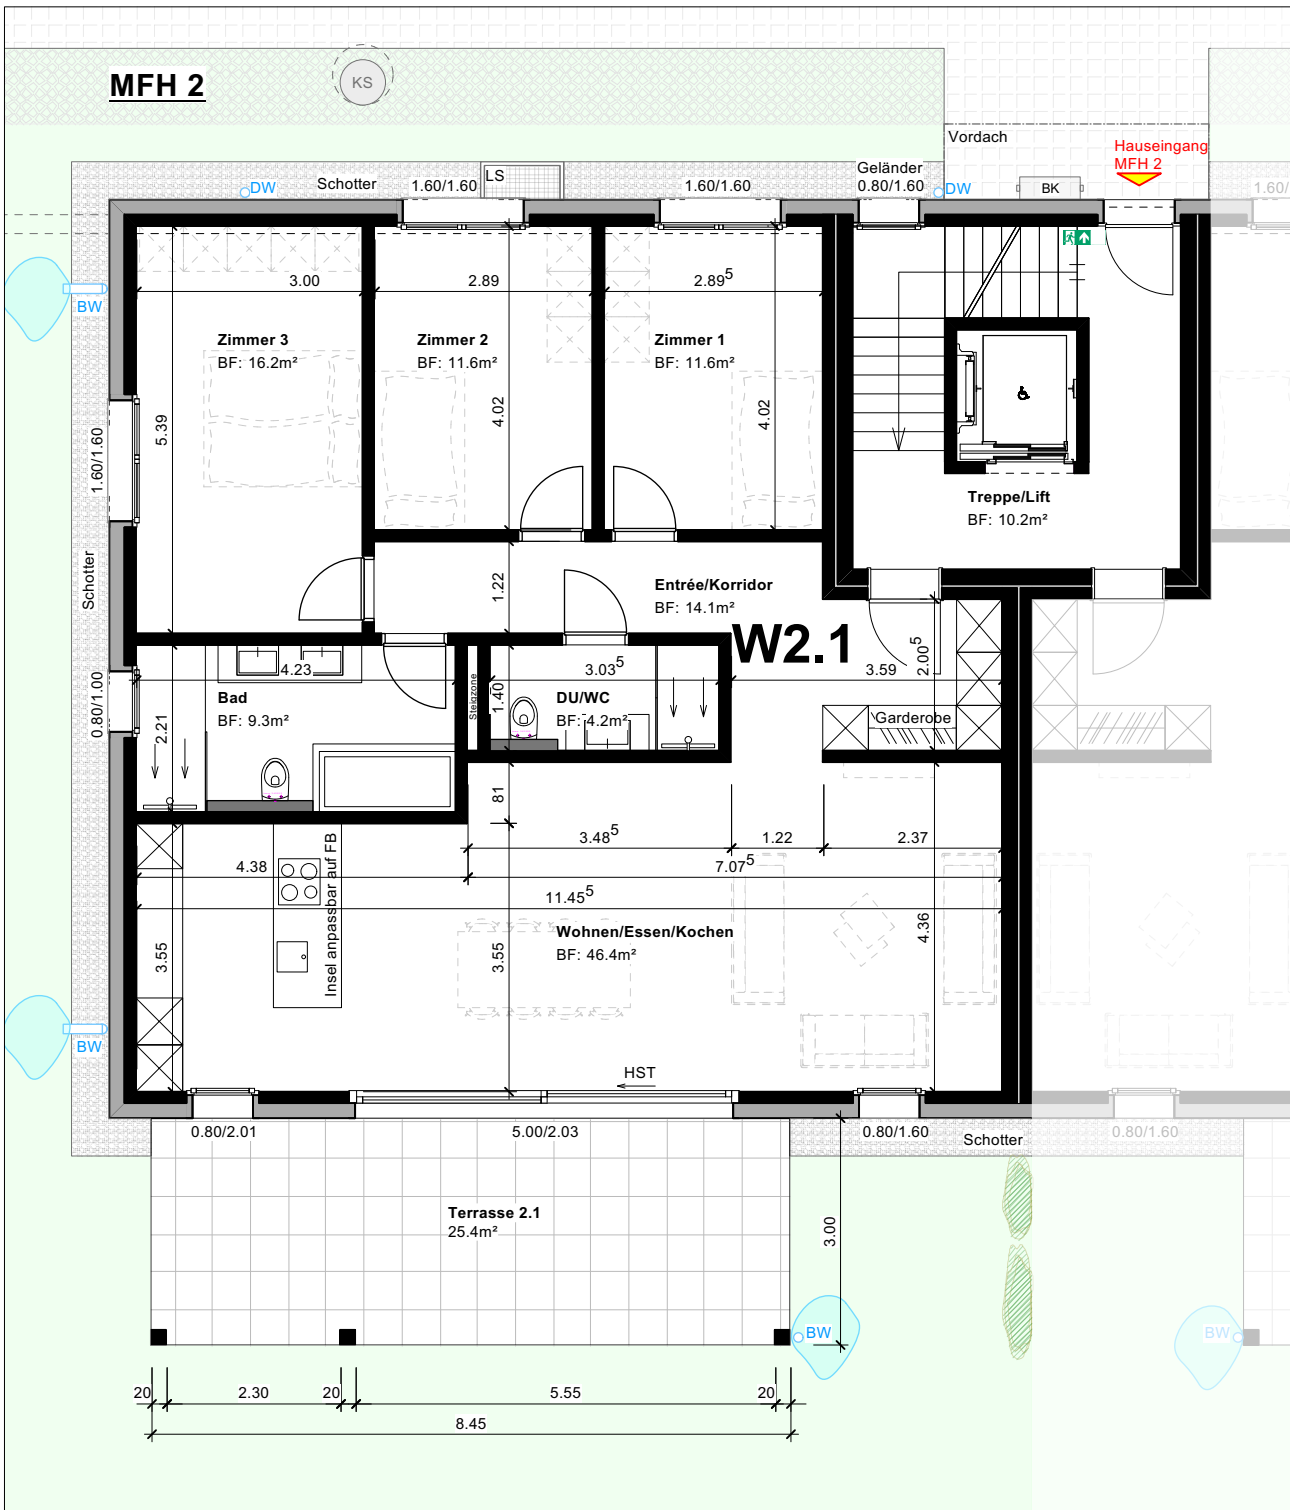 MFH 2
KS
Vordach
Hauseingang
MFH 2
Geländer
0.80/1.60
DW
BK
DW
Schotter
1.60/1.60
LS
1.60/1.60
1.60/
BW
3.00
2.89
2.89⁵
Zimmer 3
BF: 16.2m²
Zimmer 2
BF: 11.6m²
Zimmer 1
BF: 11.6m²
5.39
4.02
4.02
1.60/1.60
Treppe/Lift
BF: 10.2m²
Schotter
1.22
Entrée/Korridor
BF: 14.1m²
W2.1
2.00⁵
4.23
3.03⁵
3.59
Bad
BF: 9.3m²
Steigzone
1.40
DU/WC
BF: 4.2m²
Garderobe
0.80/1.00
2.21
81
3.48⁵
1.22
2.37
4.38
7.07⁵
11.45⁵
Insel anpassbar auf FB
Wohnen/Essen/Kochen
BF: 46.4m²
3.55
3.55
4.36
BW
HST
0.80/2.01
5.00/2.03
0.80/1.60
Schotter
0.80/1.60
Terrasse 2.1
25.4m²
3.00
BW
BW
20
2.30
20
5.55
20
8.45